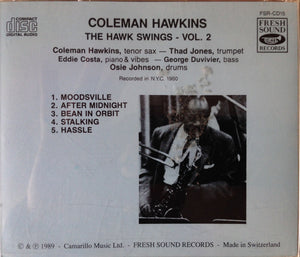 COLEMAN HAWKINS
THE HAWK SWINGS - VOL. 2
COMPACT
disc
DIGITAL AUDIO
FSR-CD15
FRESH
SOUND
RECORDS
Coleman Hawkins, tenor sax – Thad Jones, trumpet
Eddie Costa, piano & vibes – George Duvivier, bass
Osie Johnson, drums
Recorded in N.Y.C. 1960
1. MOODSVILLE
2. AFTER MIDNIGHT
3. BEAN IN ORBIT
4. STALKING
5. HASSLE
© & ℗ 1989 - Camarillo Music Ltd. - FRESH SOUND RECORDS - Made in Switzerland